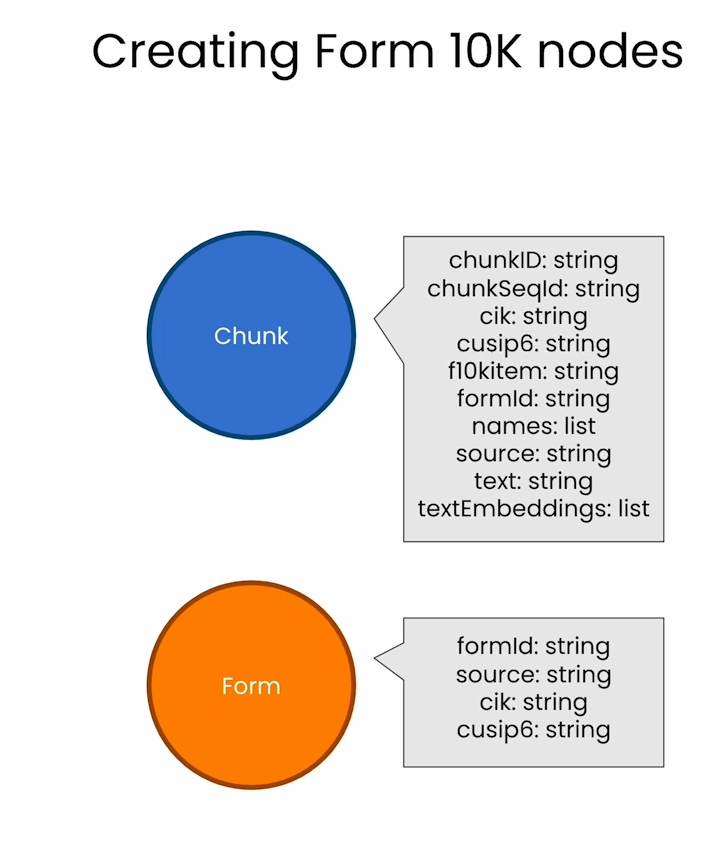 Creating Form 10K nodes
Chunk
chunkID: string
chunkSeqId: string
cik: string
cusip6: string
f10kitem: string
formId: string
names: list
source: string
text: string
textEmbeddings: list
Form
formId: string
source: string
cik: string
cusip6: string